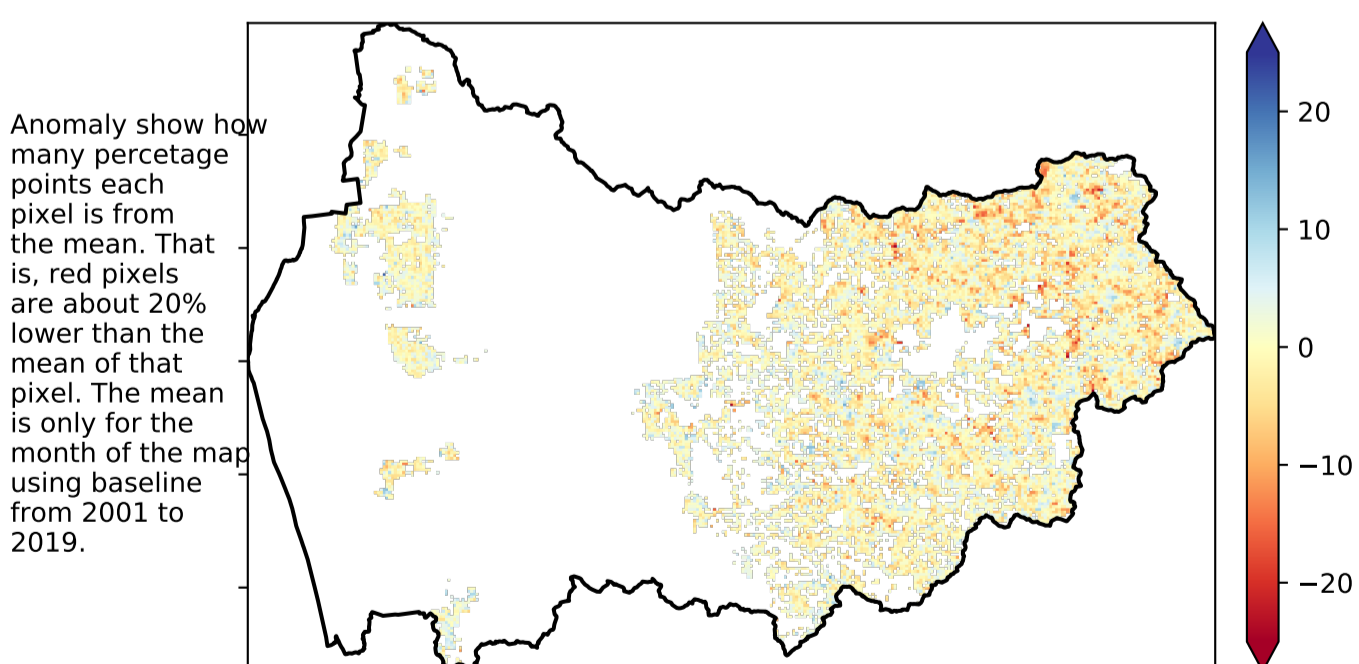 Anomaly show how
many percetage
points each
pixel is from
the mean. That
is, red pixels
are about 20%
lower than the
mean of that
pixel. The mean
is only for the
month of the map
using baseline
from 2001 to
2019.
20
10
0
−10
−20